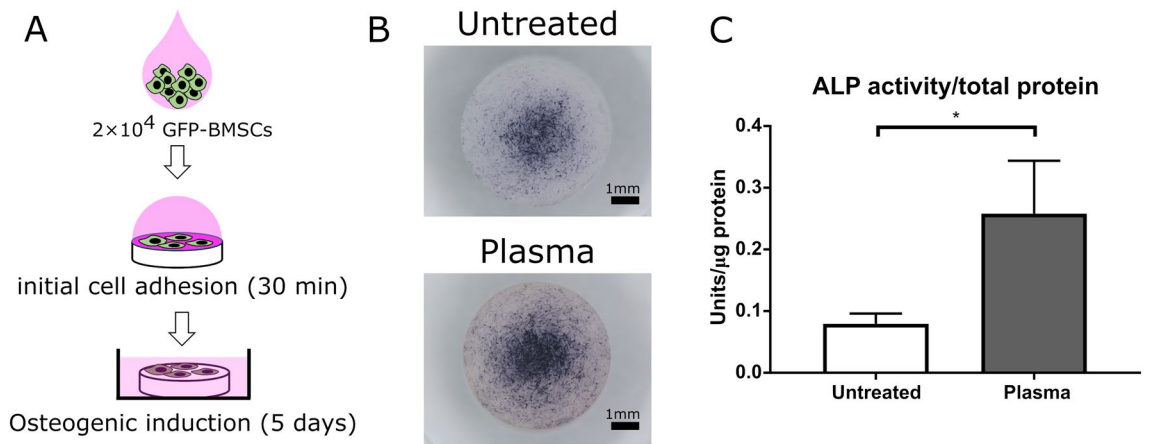 A
2×10⁴ GFP-BMSCs
initial cell adhesion (30 min)
Osteogenic induction (5 days)
B
Untreated
1mm
Plasma
1mm
C
ALP activity/total protein
*
Units/µg protein
0.4
0.3
0.2
0.1
0.0
Untreated
Plasma